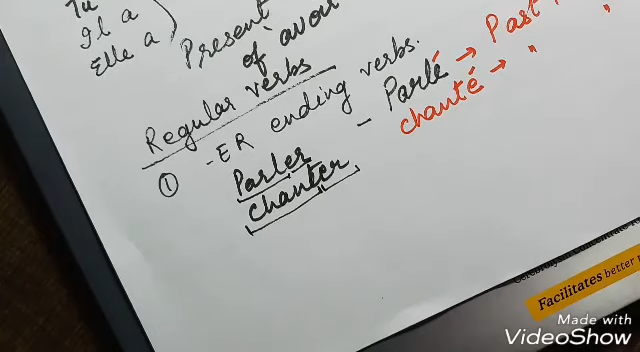 Tu
Il a
Elle a
Present
of 'avoir
Regular verbs
① -ER ending verbs.
Parler - Parlé → Past
chanter chanté → "
Facilitates better
Made with
VideoShow